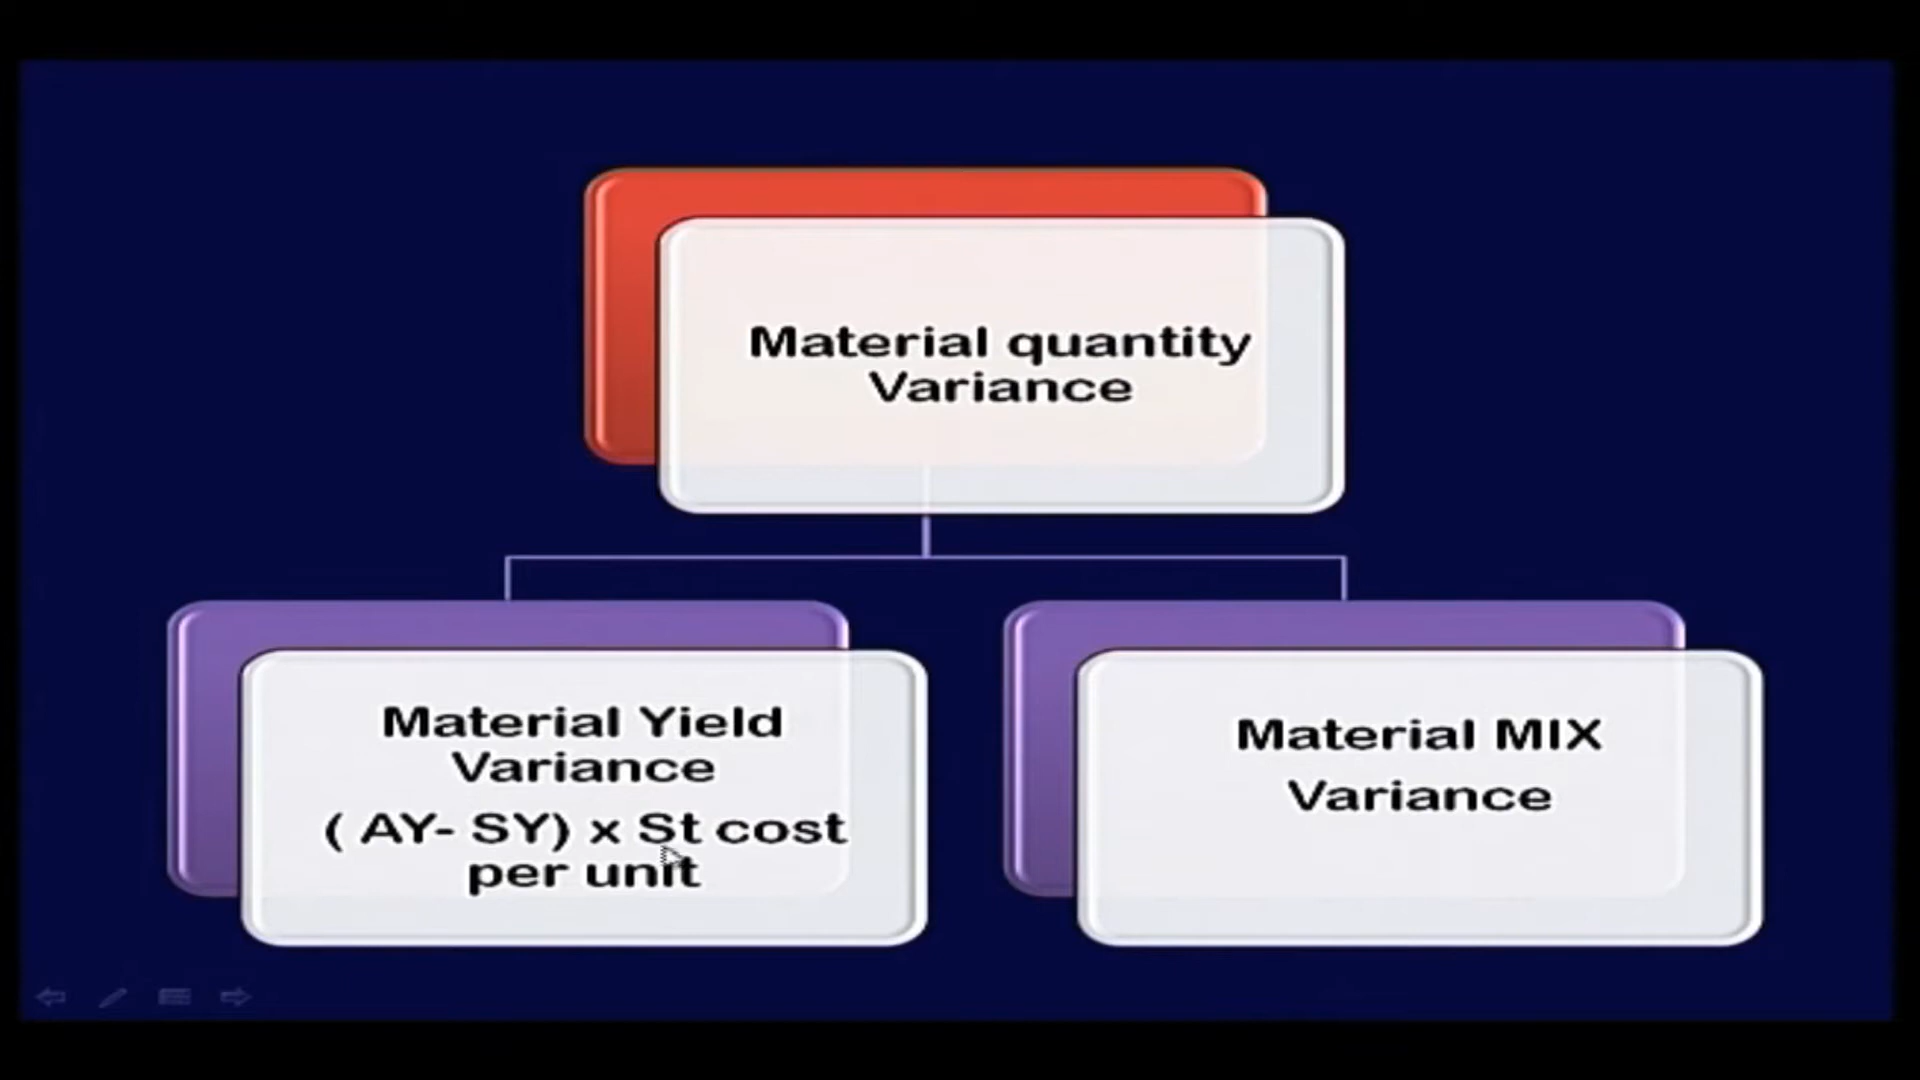 Material quantity
Variance
Material Yield
Variance
( AY- SY) x St cost
per unit
Material MIX
Variance